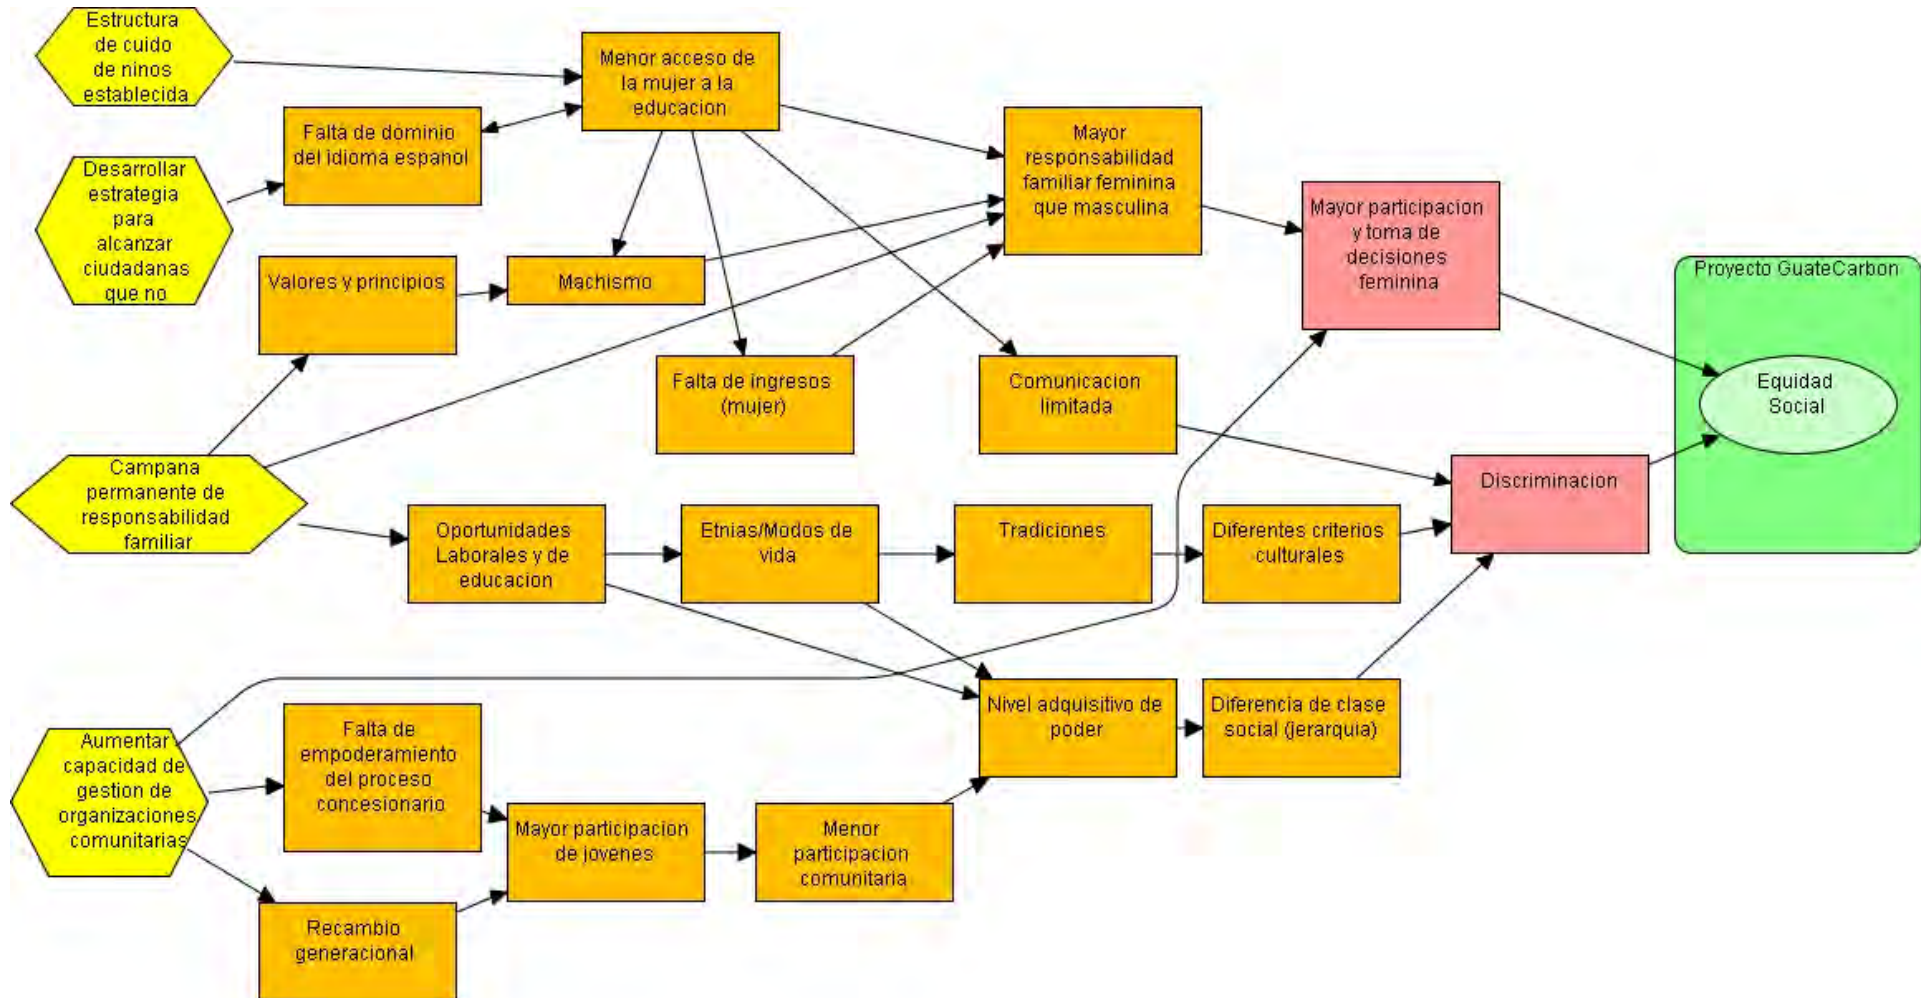 Estructura
de cuido
de ninos
establecida
Menor acceso de
la mujer a la
educacion
Falta de dominio
del idioma espanol
Mayor
responsabilidad
familiar feminina
que masculina
Desarrollar
estrategia
para
alcanzar
ciudadanas
que no
Mayor participacion
y toma de
decisiones
feminina
Valores y principios
Machismo
Proyecto GuateCarbon
Falta de ingresos
(mujer)
Comunicacion
limitada
Equidad
Social
Campana
permanente de
responsabilidad
familiar
Discriminacion
Oportunidades
Laborales y de
educacion
Etnias/Modos de
vida
Tradiciones
Diferentes criterios
culturales
Nivel adquisitivo de
poder
Diferencia de clase
social (jerarquia)
Aumentar
capacidad de
gestion de
organizaciones
comunitarias
Falta de
empoderamiento
del proceso
concesionario
Mayor participacion
de jovenes
Menor
participacion
comunitaria
Recambio
generacional